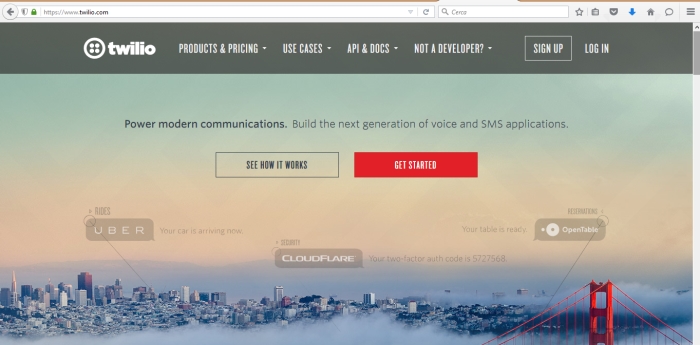 https://www.twilio.com
Cerca
twilio
PRODUCTS & PRICING
USE CASES
API & DOCS
NOT A DEVELOPER?
SIGN UP
LOG IN
Power modern communications. Build the next generation of voice and SMS applications.
SEE HOW IT WORKS
GET STARTED
RIDES
UBER
Your car is arriving now.
RESERVATIONS
Your table is ready.
OpenTable
SECURITY
CLOUDFLARE
Your two-factor auth code is 5727568.